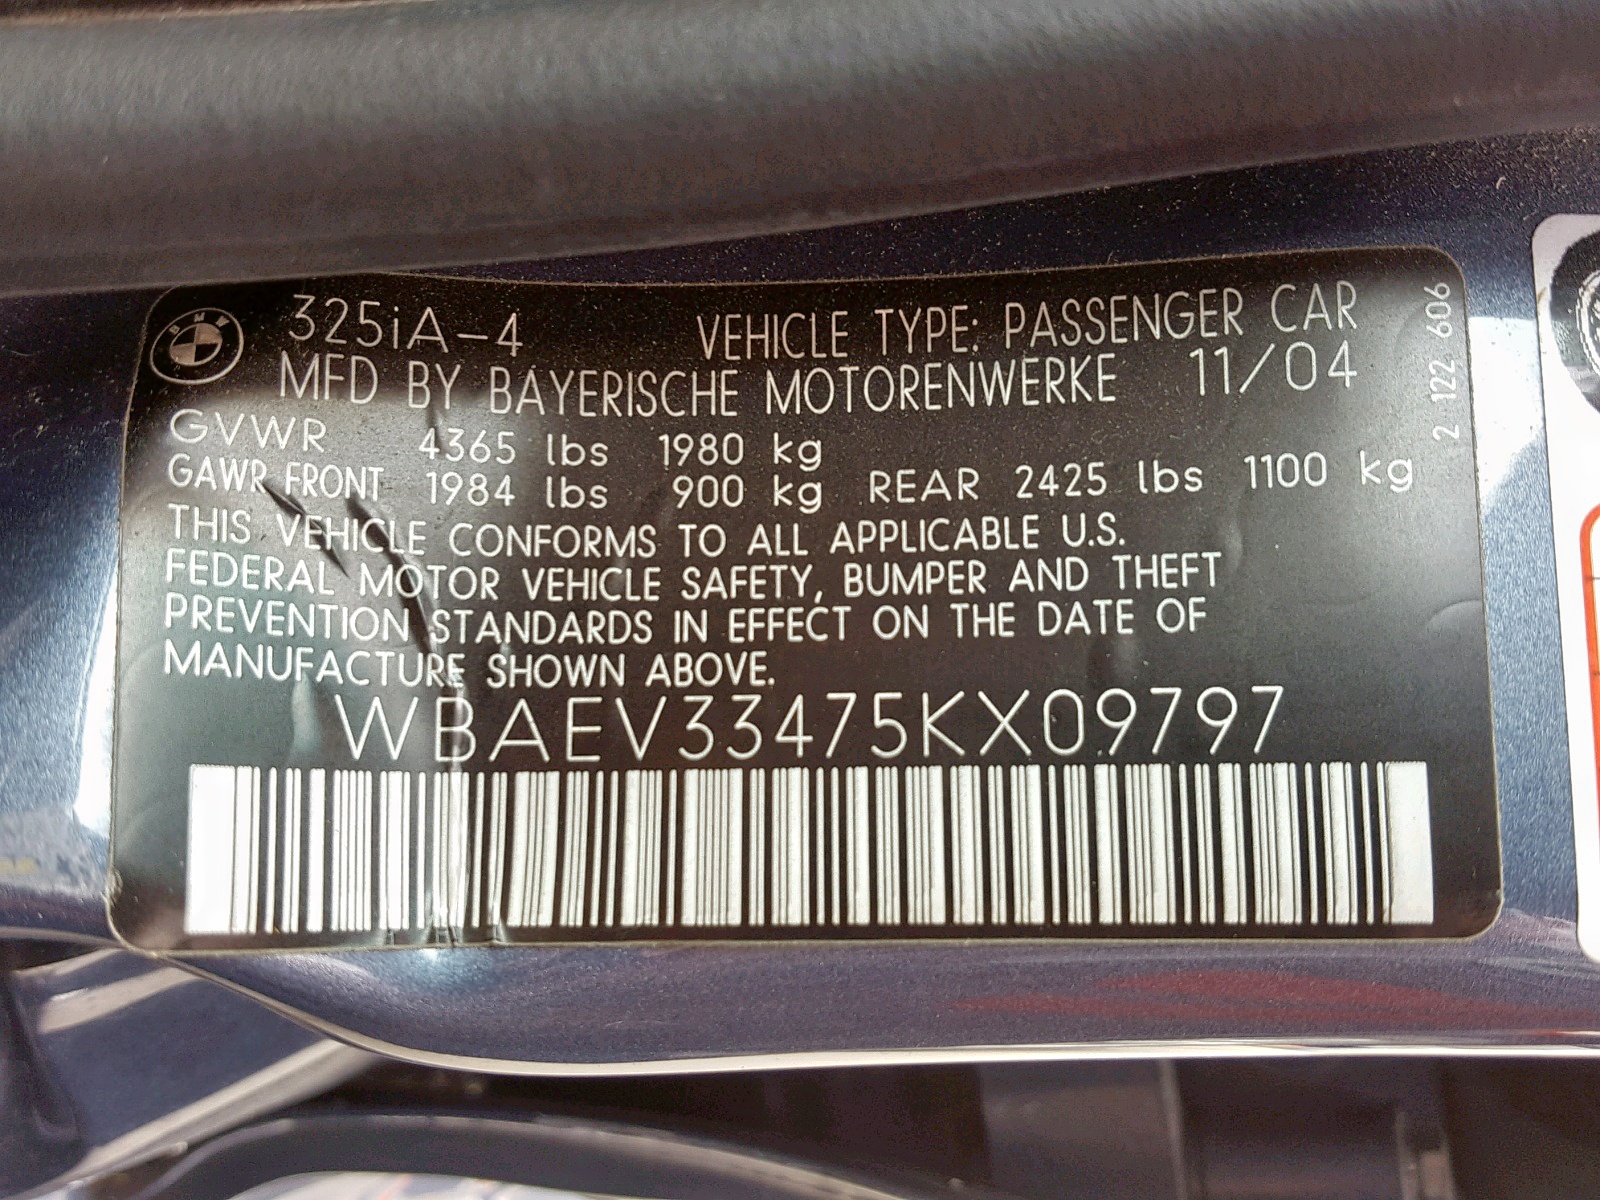 BMW
325iA-4 VEHICLE TYPE: PASSENGER CAR
MFD BY BAYERISCHE MOTORENWERKE 11/04
GVWR 4365 lbs 1980 kg
GAWR FRONT 1984 lbs 900 kg REAR 2425 lbs 1100 kg
THIS VEHICLE CONFORMS TO ALL APPLICABLE U.S.
FEDERAL MOTOR VEHICLE SAFETY, BUMPER AND THEFT
PREVENTION STANDARDS IN EFFECT ON THE DATE OF
MANUFACTURE SHOWN ABOVE.
WBAEV33475KX09797
2 122 606